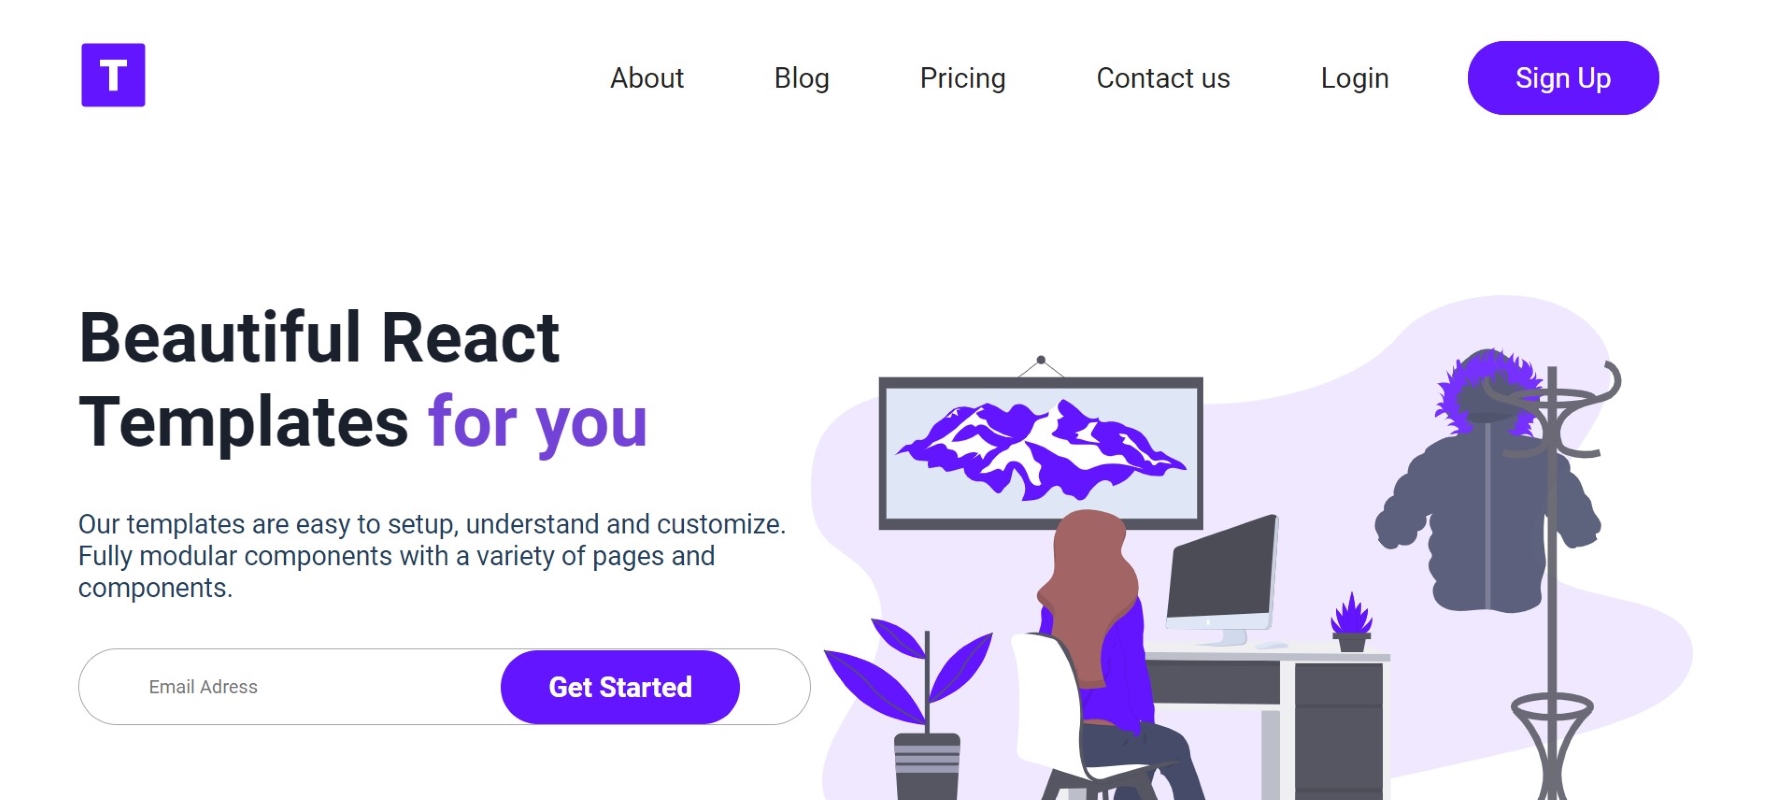 T
About
Blog
Pricing
Contact us
Login
Sign Up
Beautiful React
Templates for you
Our templates are easy to setup, understand and customize.
Fully modular components with a variety of pages and
components.
Email Adress
Get Started